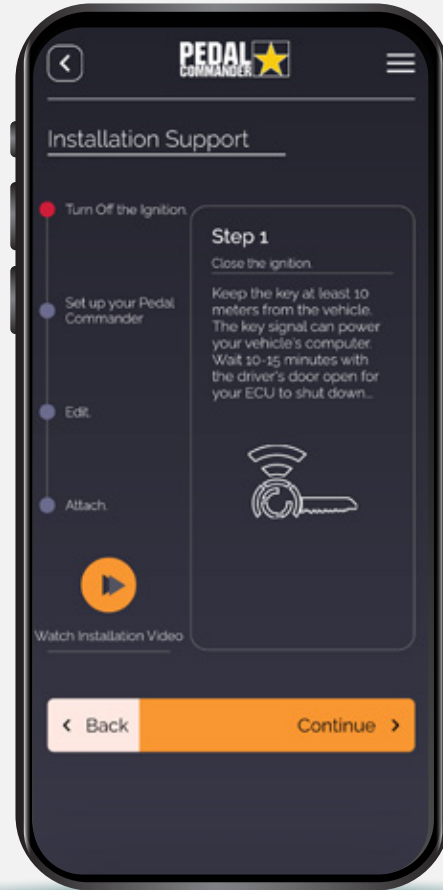 PEDAL
COMMANDER
Installation Support
Turn Off the Ignition.
Set up your Pedal
Commander
Edit.
Attach.
Watch Installation Video
Step 1
Close the ignition.
Keep the key at least 10
meters from the vehicle.
The key signal can power
your vehicle's computer.
Wait 10-15 minutes with
the driver's door open for
your ECU to shut down...
Back
Continue